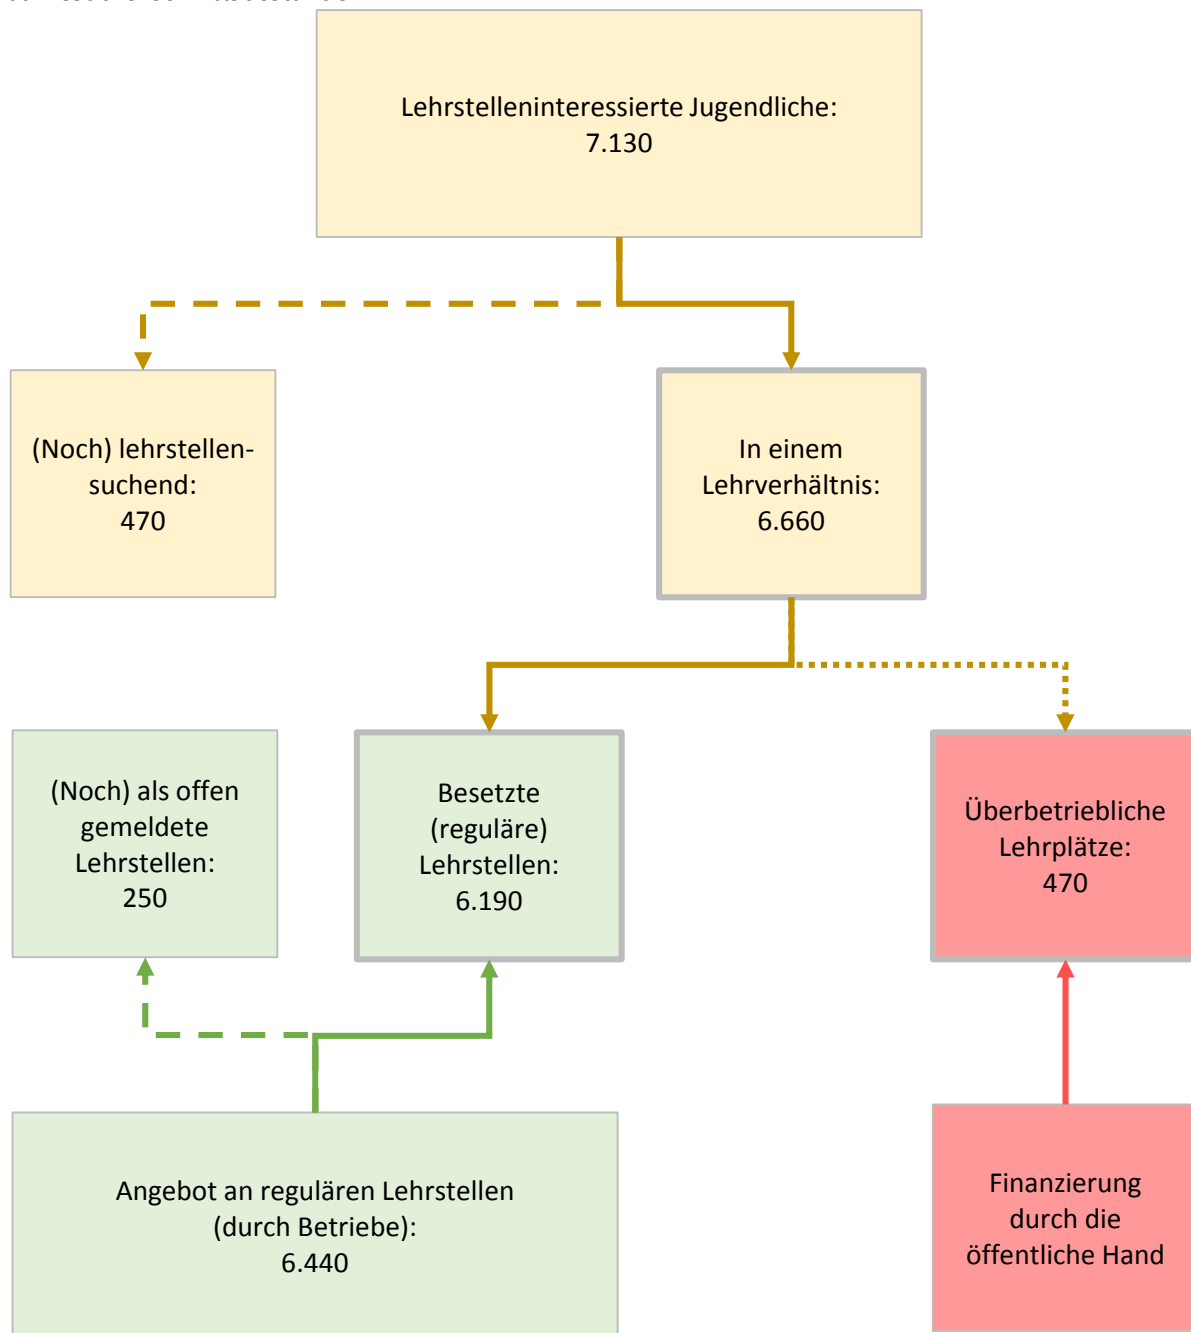 Lehrstelleninteressierte Jugendliche:
7.130
(Noch) lehrstellen-
suchend:
470
In einem
Lehrverhältnis:
6.660
(Noch) als offen
gemeldete
Lehrstellen:
250
Besetzte
(reguläre)
Lehrstellen:
6.190
Überbetriebliche
Lehrplätze:
470
Angebot an regulären Lehrstellen
(durch Betriebe):
6.440
Finanzierung
durch die
öffentliche Hand